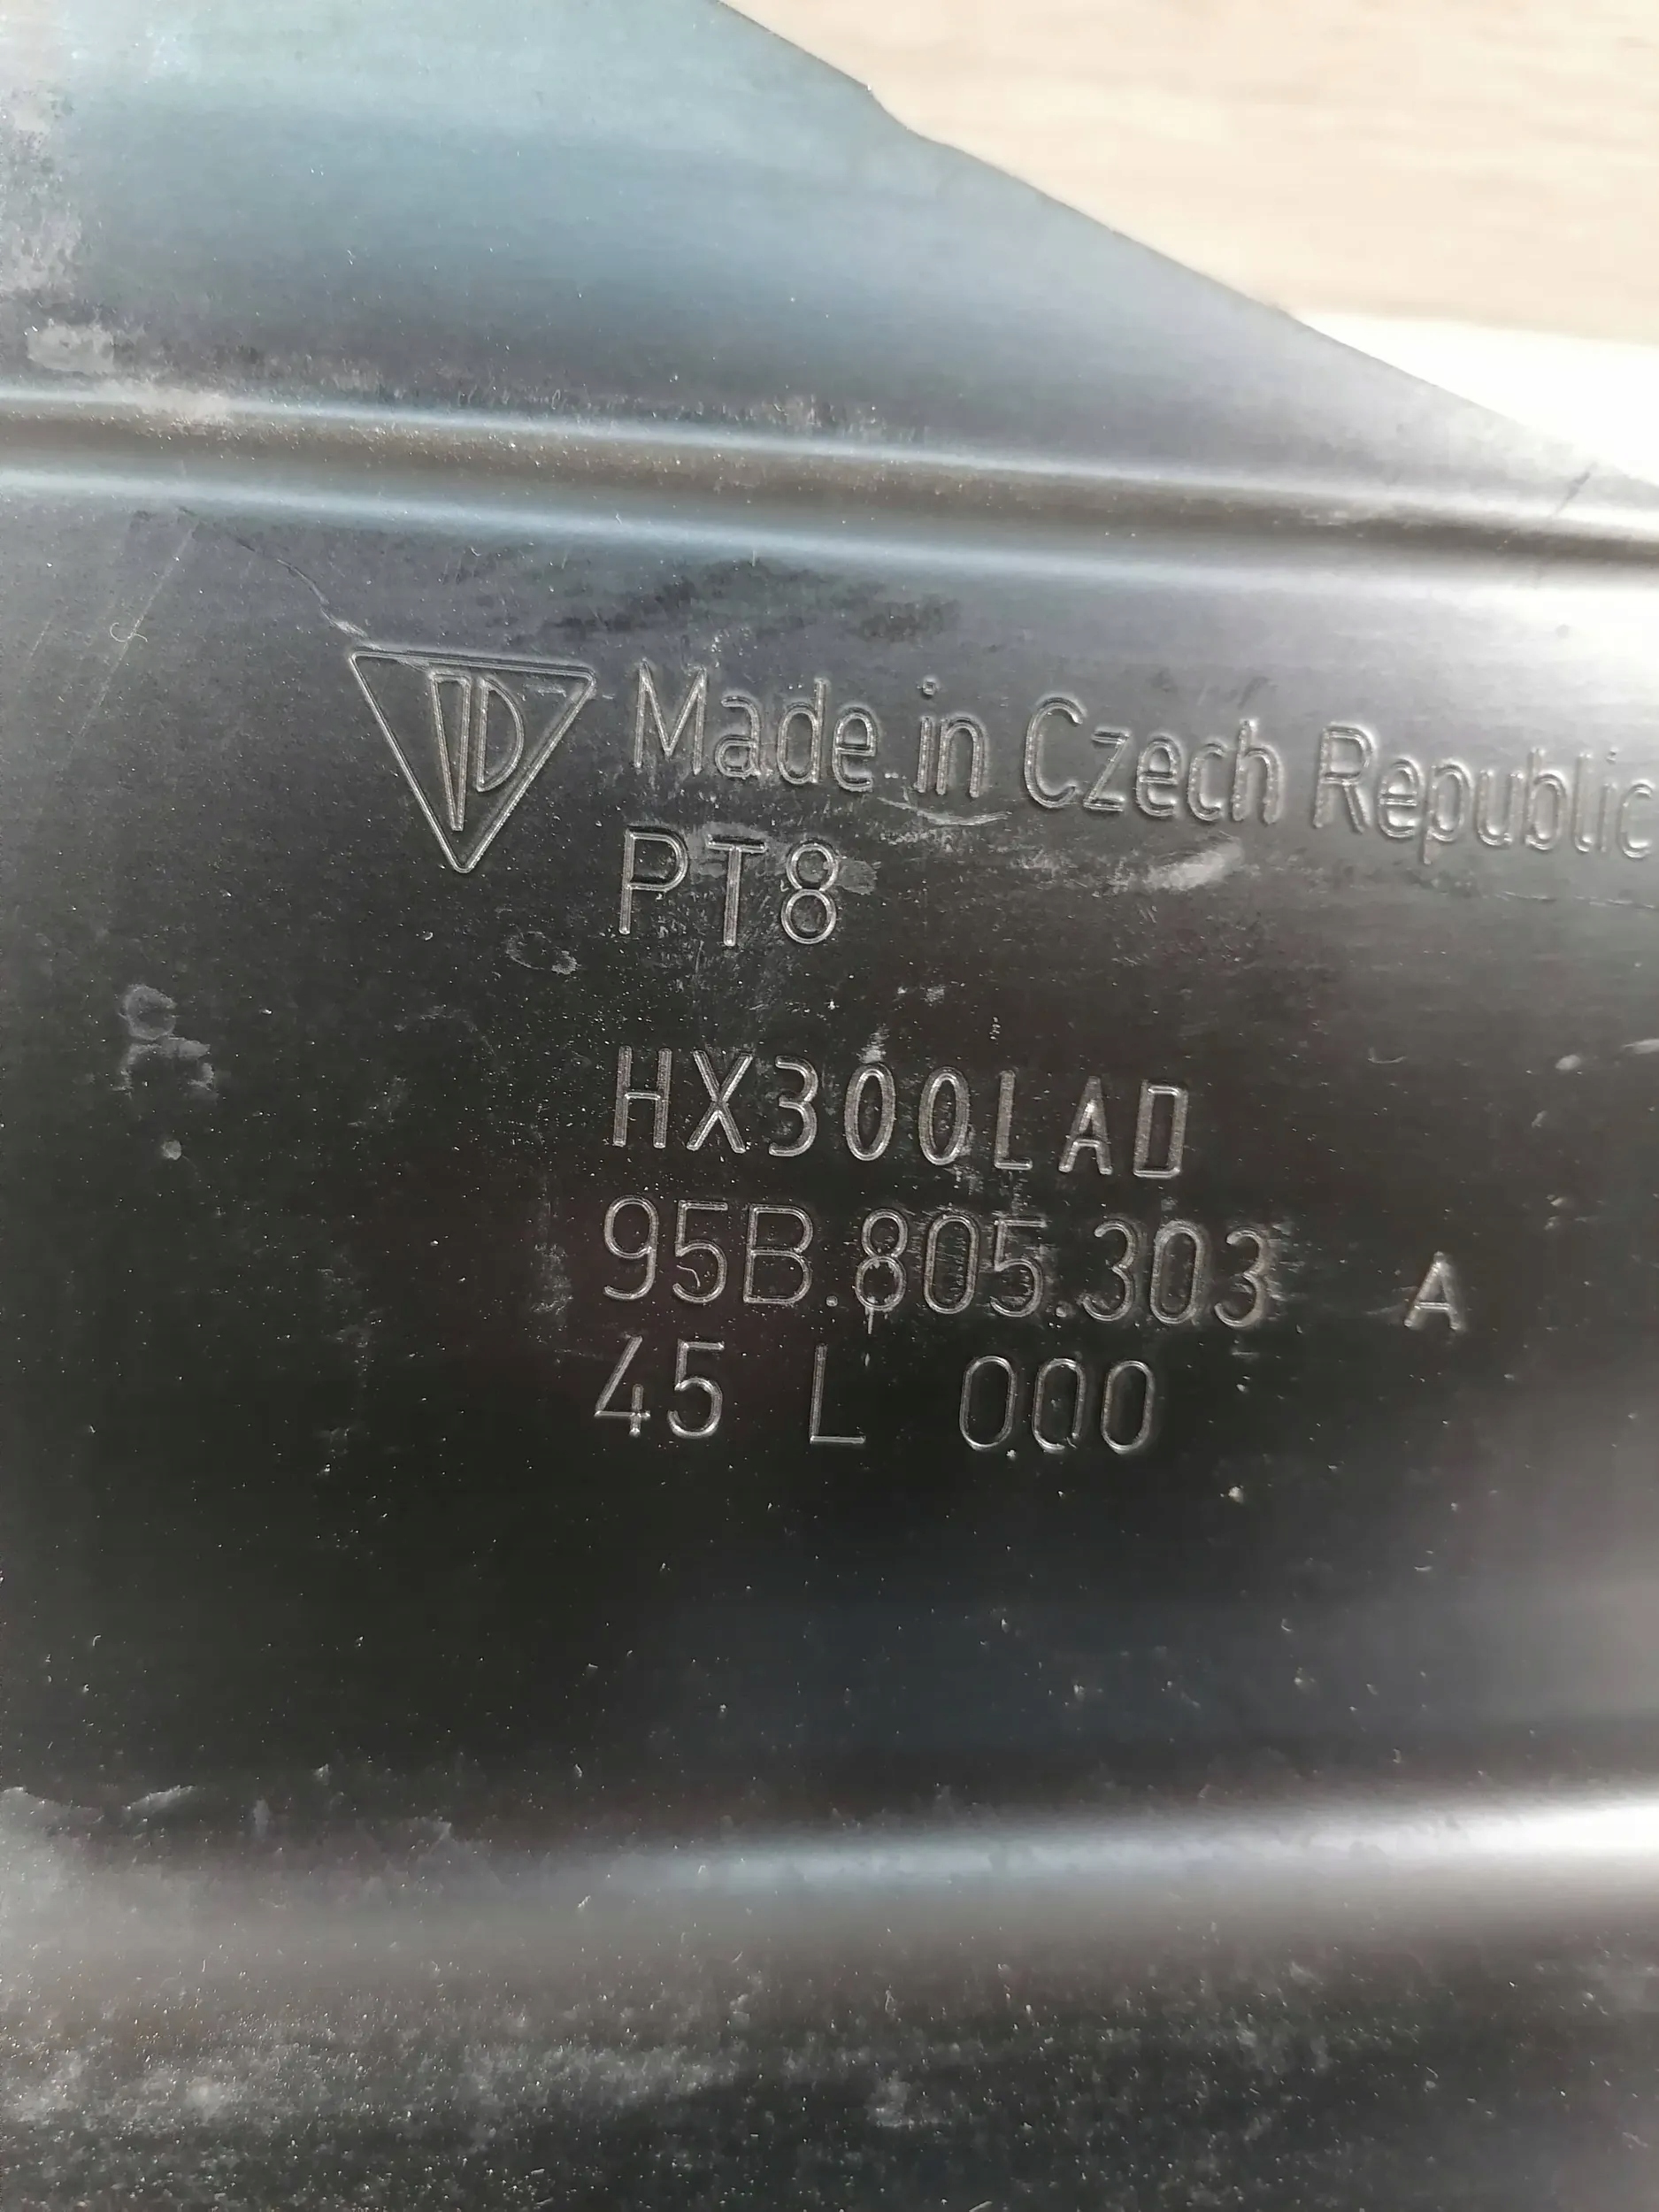 Made in Czech Republic
PT8
HX300LAD
95B.805.303 A
45 L 000